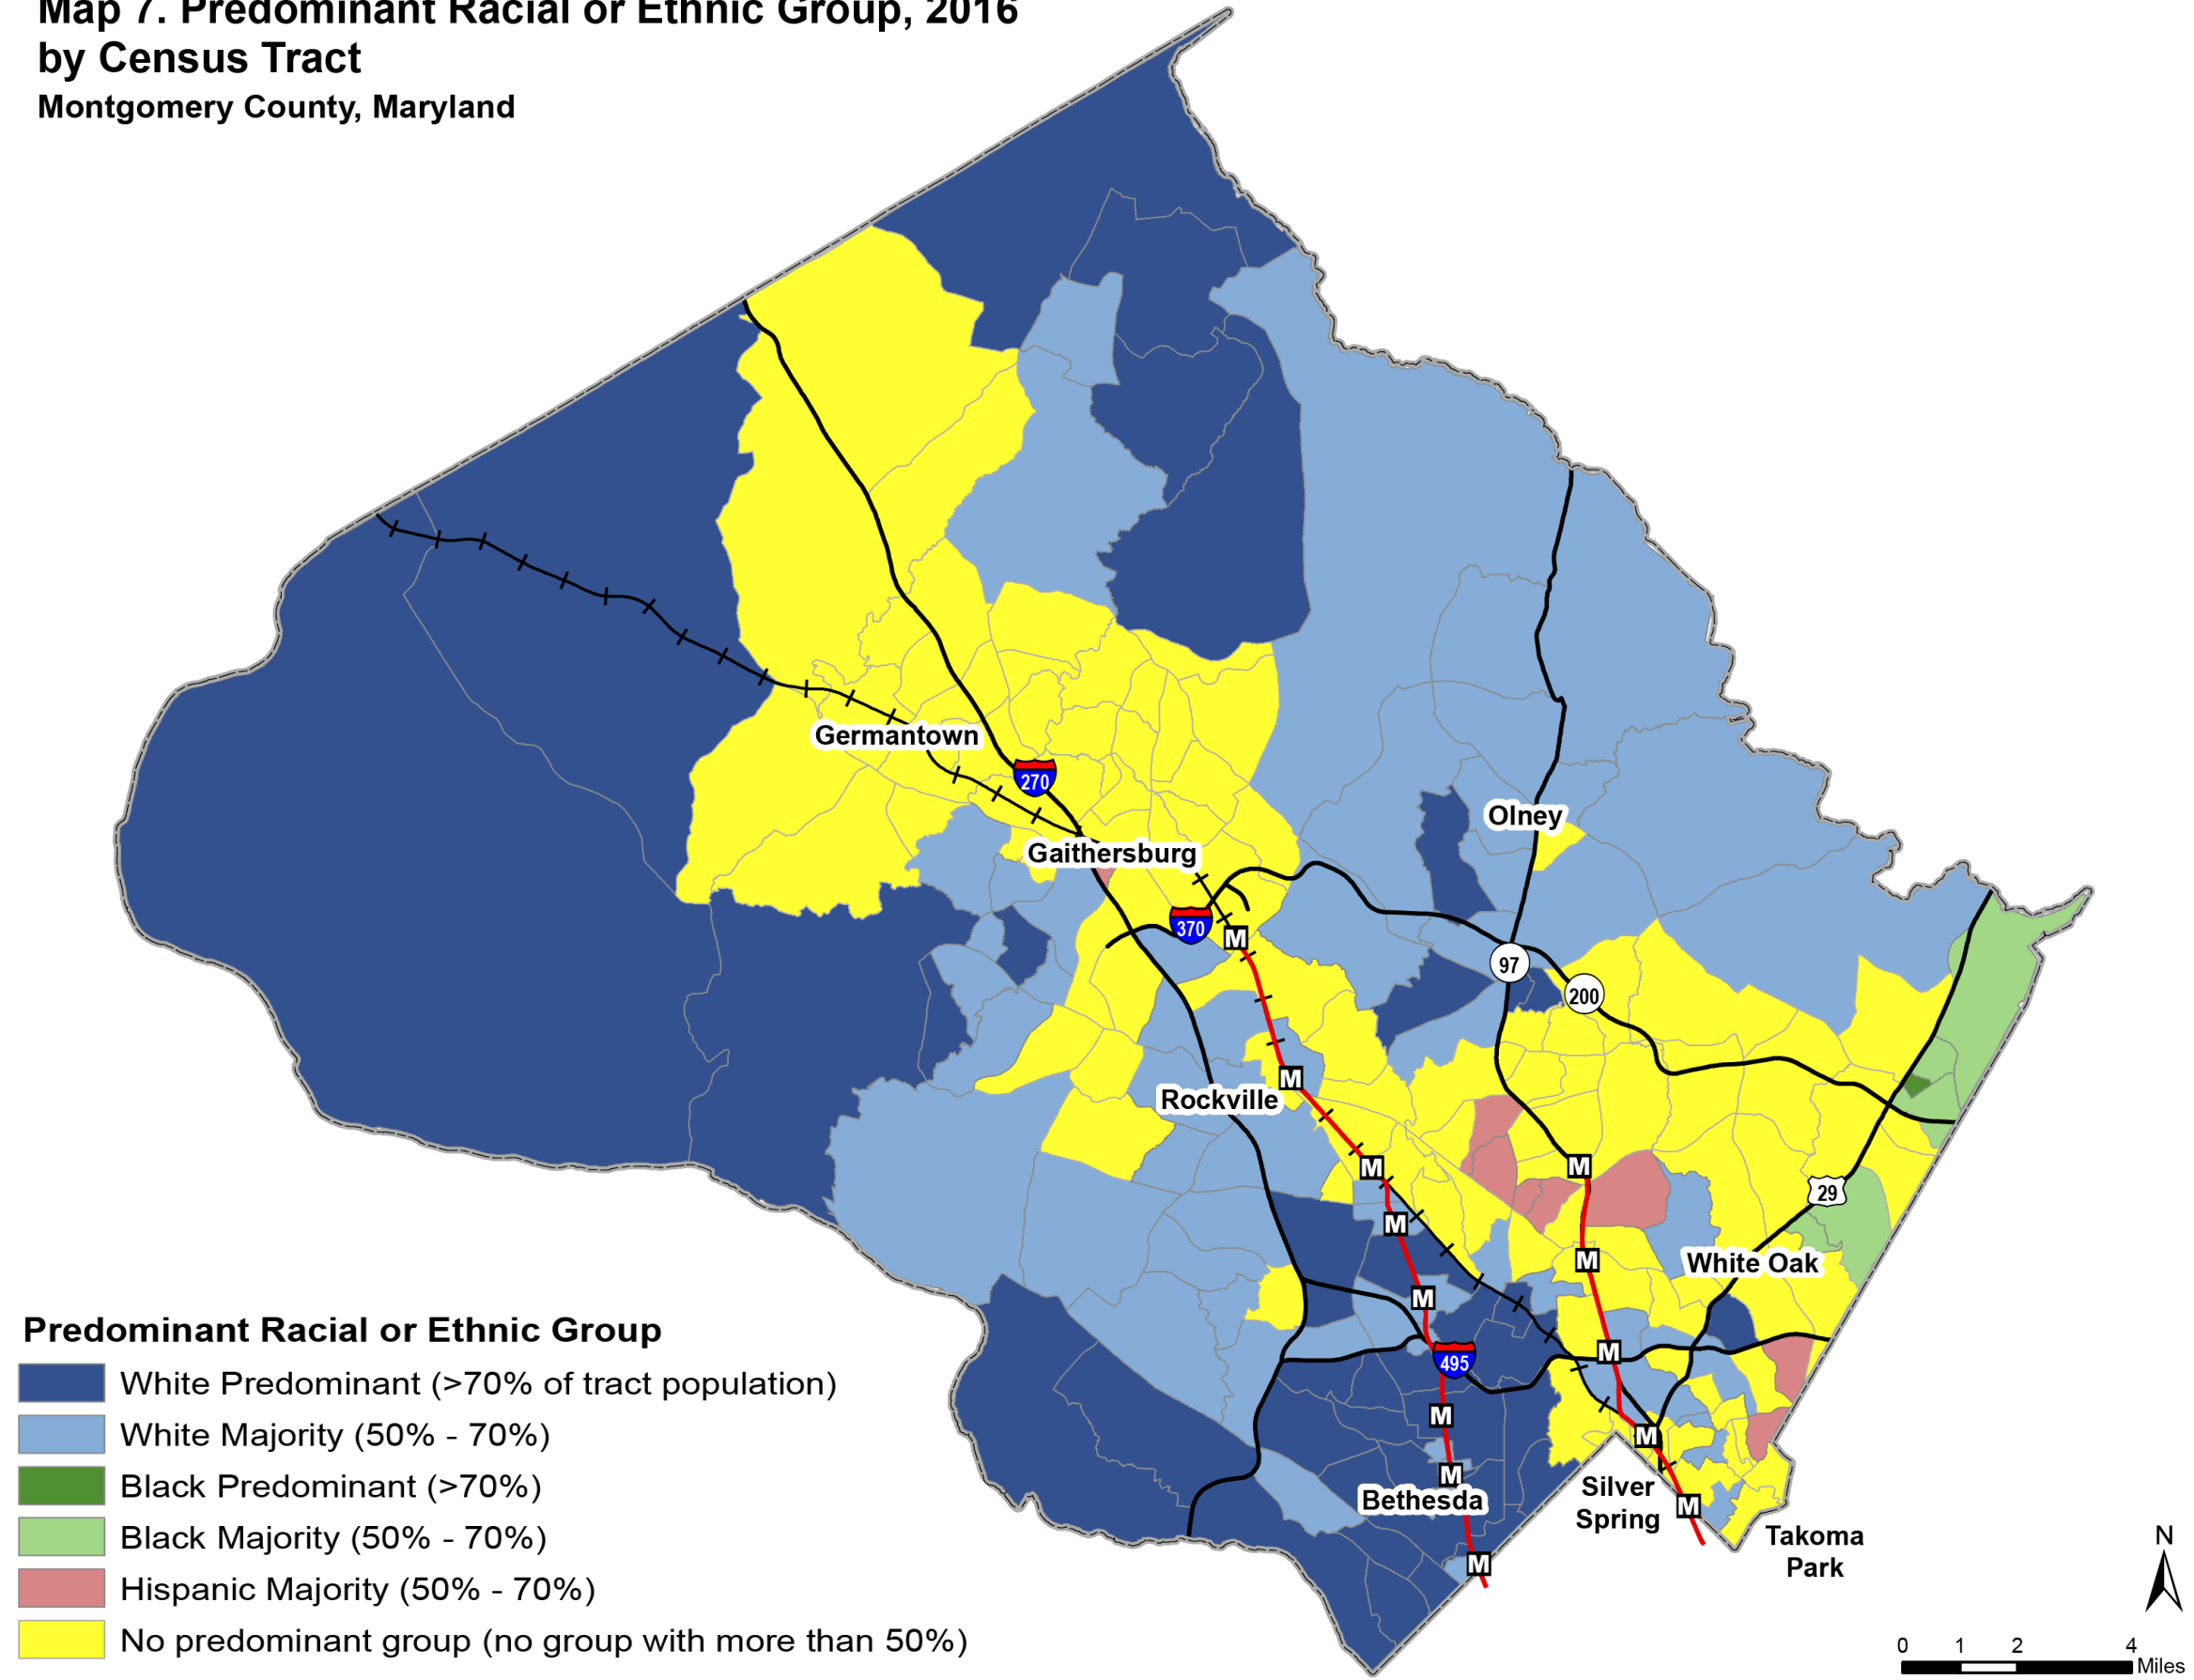 Map 7. Predominant Racial or Ethnic Group, 2016
by Census Tract
Montgomery County, Maryland
Germantown
270
Olney
Gaithersburg
370
M
97
200
M
Rockville
M
M
29
M
M
White Oak
M
M
495
M
M
M
Bethesda
Silver
Spring
M
M
Takoma
Park
Predominant Racial or Ethnic Group
White Predominant (>70% of tract population)
White Majority (50% - 70%)
Black Predominant (>70%)
Black Majority (50% - 70%)
Hispanic Majority (50% - 70%)
No predominant group (no group with more than 50%)
N
0 1 2 4
Miles